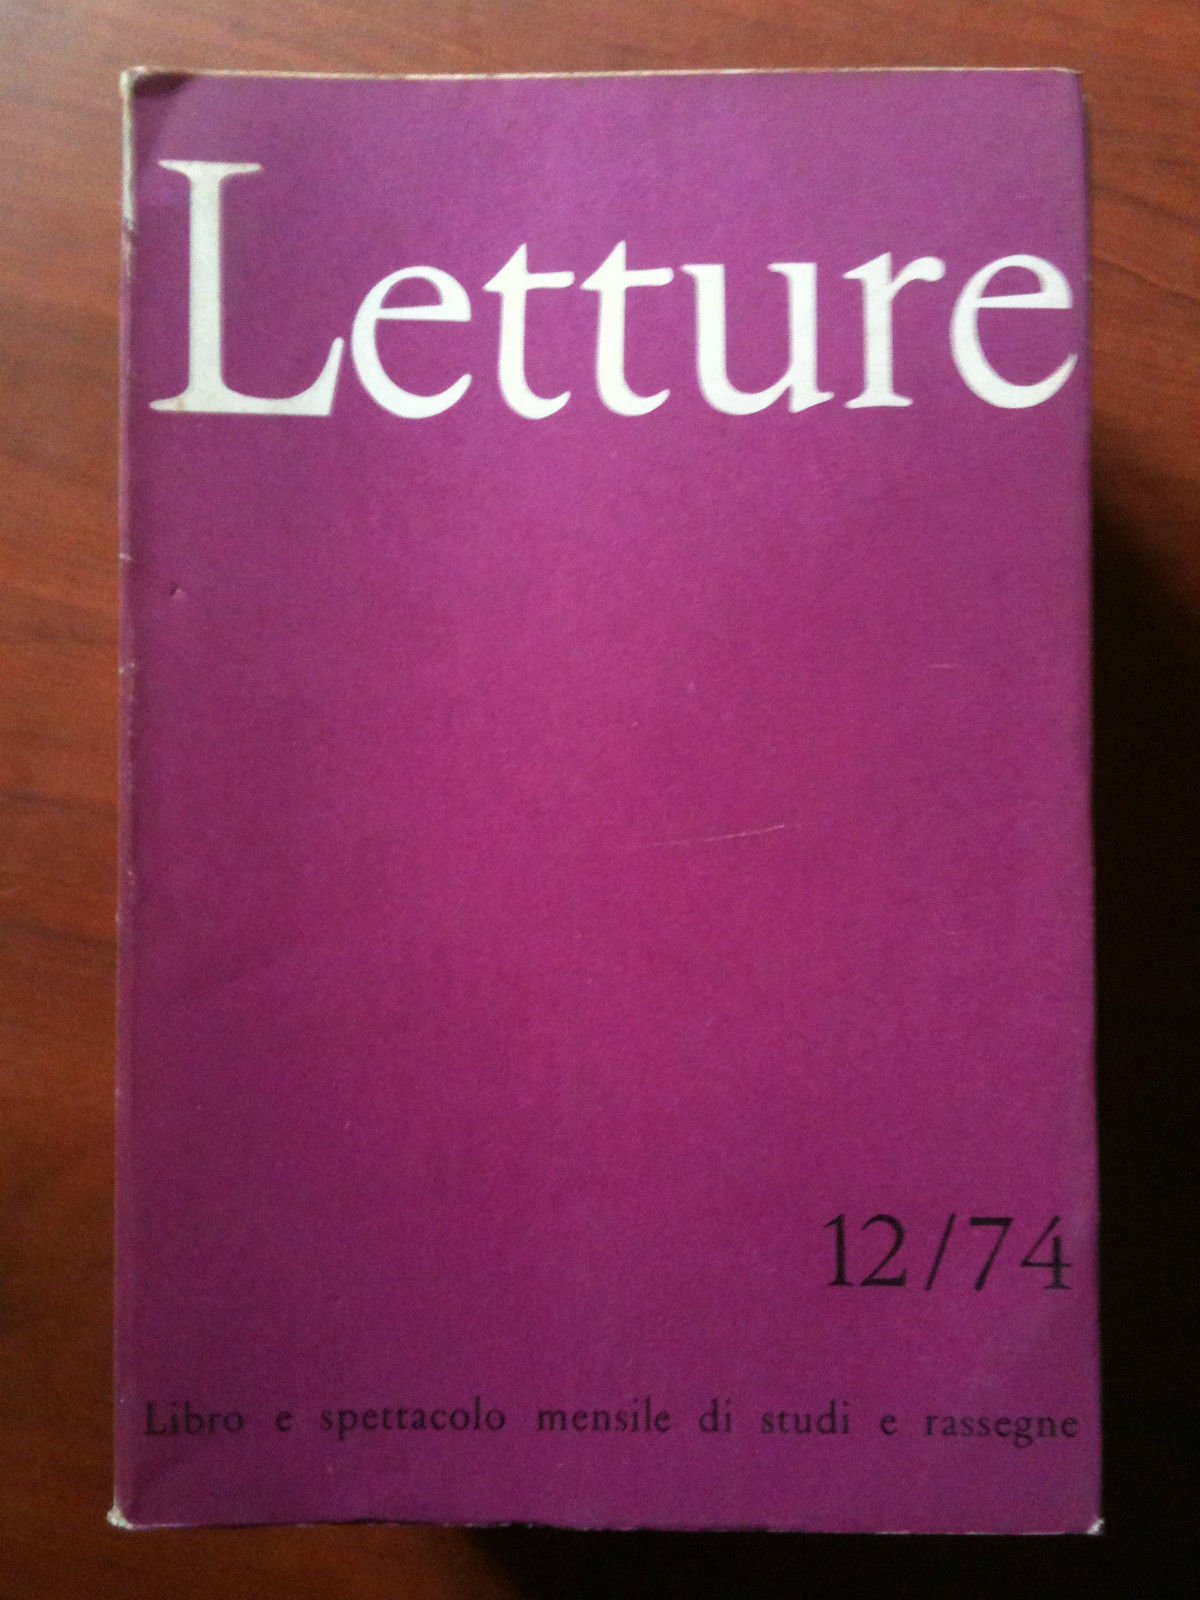 Letture
12/74
Libro e spettacolo mensile di studi e rassegne